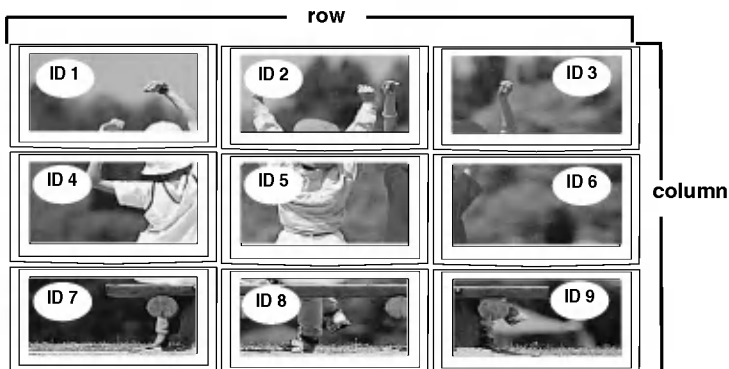 row
ID 1
ID 2
ID 3
ID 4
ID 5
ID 6
column
ID 7
ID 8
ID 9